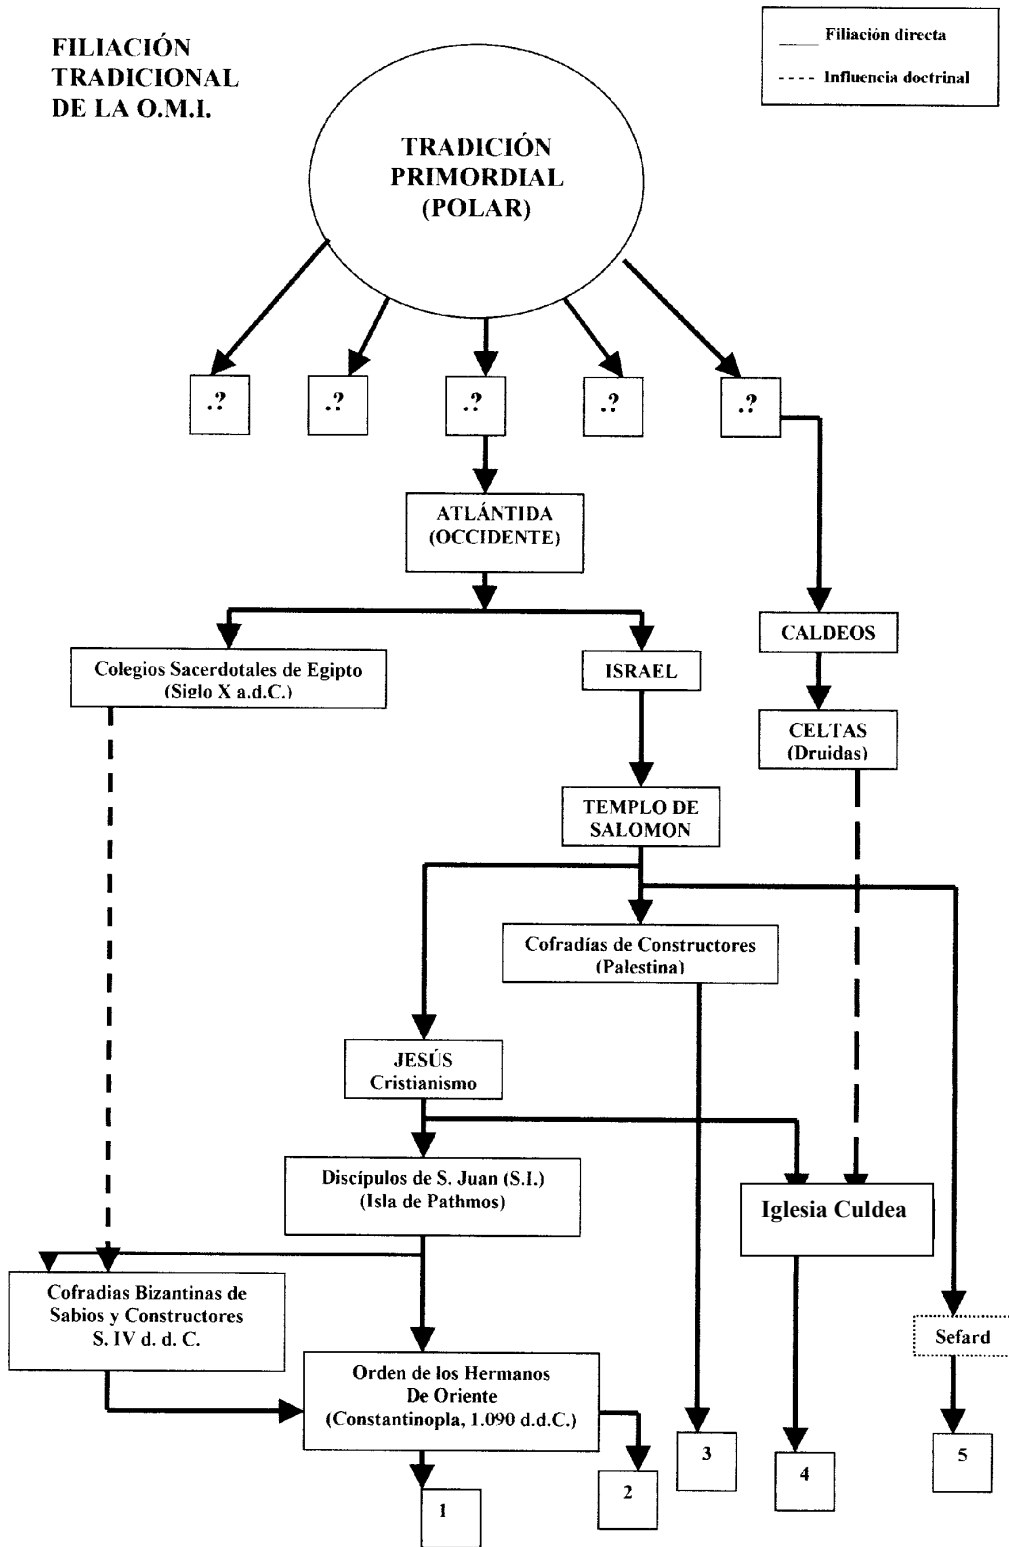 FILIACIÓN
TRADICIONAL
DE LA O.M.I.
____ Filiación directa
---- Influencia doctrinal
TRADICIÓN
PRIMORDIAL
(POLAR)
.?
.?
.?
.?
.?
ATLÁNTIDA
(OCCIDENTE)
CALDEOS
Colegios Sacerdotales de Egipto
(Siglo X a.d.C.)
ISRAEL
CELTAS
(Druidas)
TEMPLO DE
SALOMON
Cofradías de Constructores
(Palestina)
JESÚS
Cristianismo
Discípulos de S. Juan (S.I.)
(Isla de Pathmos)
Iglesia Culdea
Cofradias Bizantinas de
Sabios y Constructores
S. IV d. d. C.
Sefard
Orden de los Hermanos
De Oriente
(Constantinopla, 1.090 d.d.C.)
1
2
3
4
5